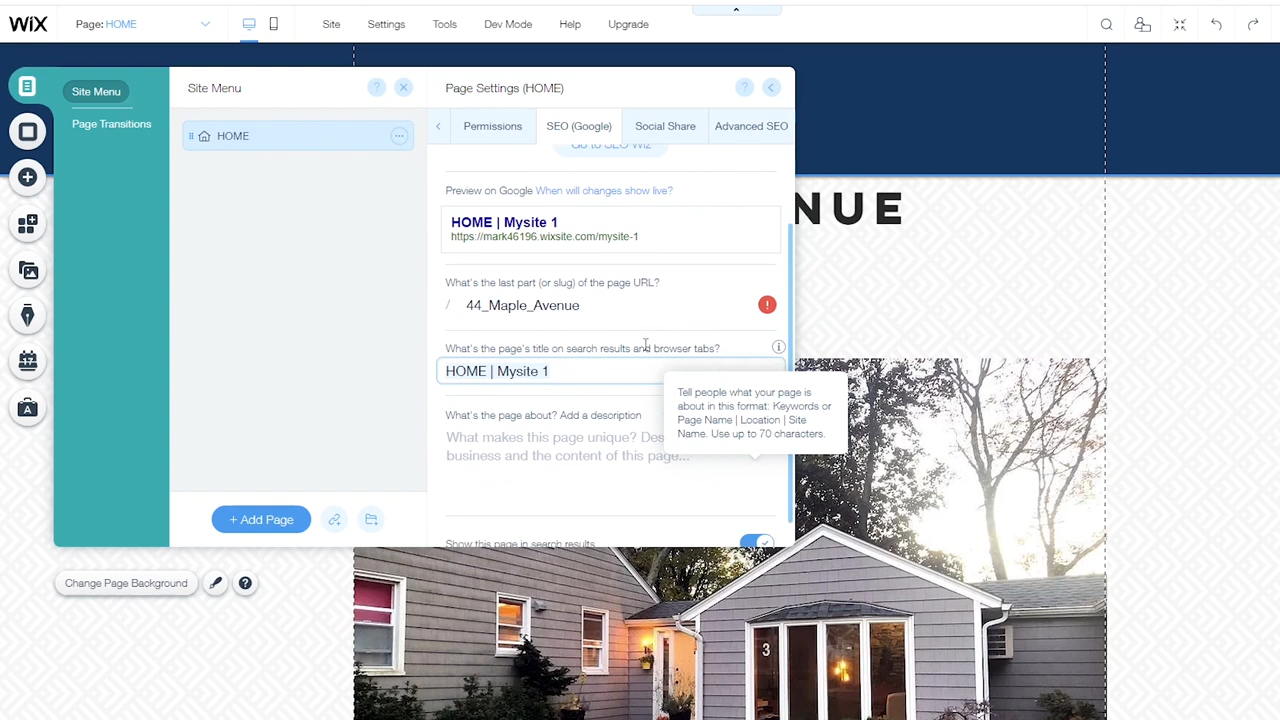 WiX
Page: HOME
Site
Settings
Tools
Dev Mode
Help
Upgrade
Site Menu
Page Transitions
Site Menu
?
HOME
+ Add Page
Page Settings (HOME)
?
Permissions
SEO (Google)
Social Share
Advanced SEO
Go to SEO Wiz
Preview on Google When will changes show live?
HOME | Mysite 1
https://mark46196.wixsite.com/mysite-1
What's the last part (or slug) of the page URL?
/ 44_Maple_Avenue
!
What's the page's title on search results and browser tabs?
i
HOME | Mysite 1
Tell people what your page is
about in this format: Keywords or
Page Name | Location | Site
Name. Use up to 70 characters.
What's the page about? Add a description
What makes this page unique?
business and the content of this page...
Show this page in search results
Change Page Background
?
NUE
3
A